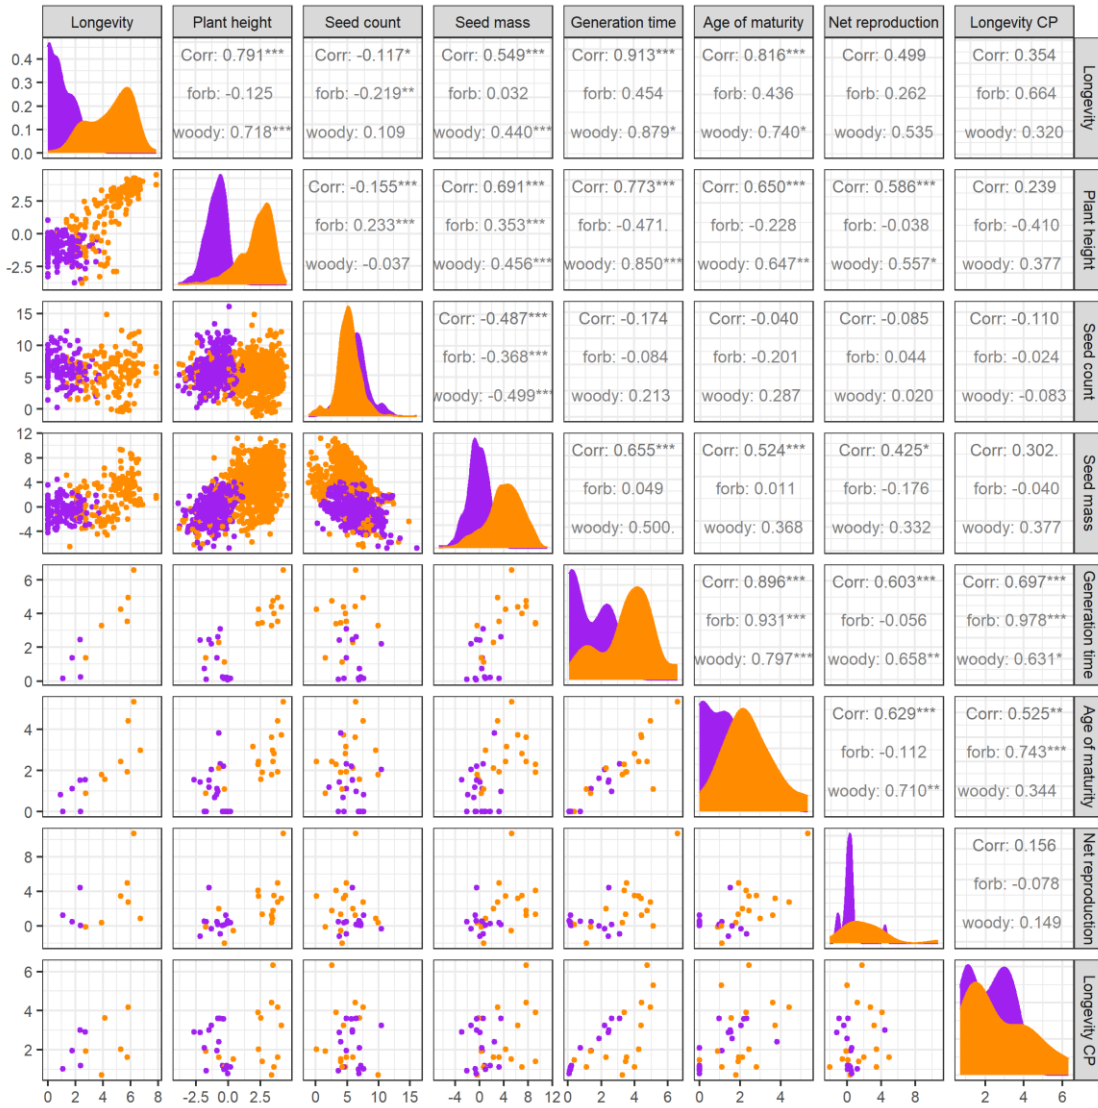 Longevity Plant height Seed count Seed mass Generation time Age of maturity Net reproduction Longevity CP
0.4 Corr: 0.791*** Corr: -0.117* Corr: 0.549*** Corr: 0.913*** Corr: 0.816*** Corr: 0.499 Corr: 0.354
0.3
0.2 forb: -0.125 forb: -0.219** forb: 0.032 forb: 0.454 forb: 0.436 forb: 0.262 forb: 0.664
0.1
0.0 woody: 0.718*** woody: 0.109 woody: 0.440*** woody: 0.879* woody: 0.740* woody: 0.535 woody: 0.320
Longevity
Corr: -0.155*** Corr: 0.691*** Corr: 0.773*** Corr: 0.650*** Corr: 0.586*** Corr: 0.239
2.5
0.0 forb: 0.233*** forb: 0.353*** forb: -0.471. forb: -0.228 forb: -0.038 forb: -0.410
-2.5 woody: -0.037 woody: 0.456*** woody: 0.850*** woody: 0.647** woody: 0.557* woody: 0.377
Plant height
15 Corr: -0.487*** Corr: -0.174 Corr: -0.040 Corr: -0.085 Corr: -0.110
10
5 forb: -0.368*** forb: -0.084 forb: -0.201 forb: 0.044 forb: -0.024
0 woody: -0.499*** woody: 0.213 woody: 0.287 woody: 0.020 woody: -0.083
Seed count
12 Corr: 0.655*** Corr: 0.524*** Corr: 0.425* Corr: 0.302.
8
4 forb: 0.049 forb: 0.011 forb: -0.176 forb: -0.040
0
-4 woody: 0.500. woody: 0.368 woody: 0.332 woody: 0.377
Seed mass
6 Corr: 0.896*** Corr: 0.603*** Corr: 0.697***
4 forb: 0.931*** forb: -0.056 forb: 0.978***
2 woody: 0.797*** woody: 0.658** woody: 0.631*
0
Generation time
Corr: 0.629*** Corr: 0.525**
4 forb: -0.112 forb: 0.743***
2 woody: 0.710** woody: 0.344
0
Age of maturity
Corr: 0.156
8 forb: -0.078
4 woody: 0.149
0
Net reproduction
6
4
2
Longevity CP
0 2 4 6 8 -2.5 0.0 2.5 0 5 10 15 -4 0 4 8 12 0 2 4 6 0 2 4 0 4 8 2 4 6